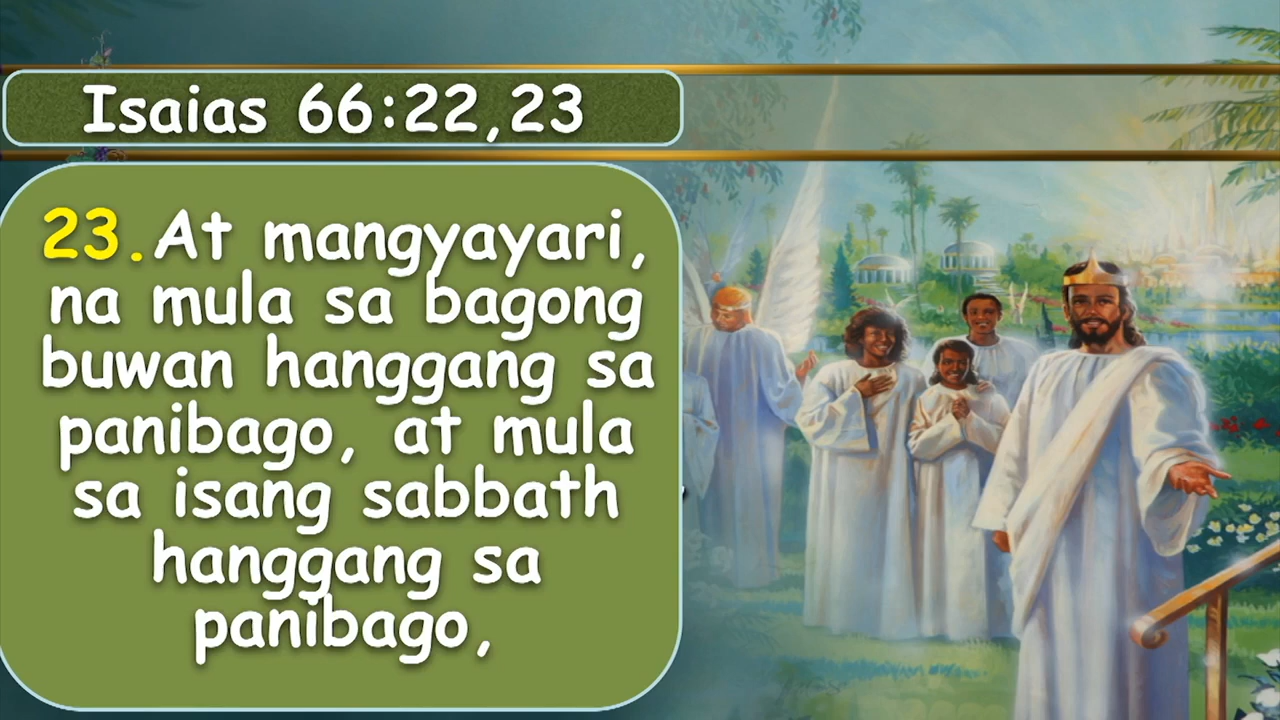 Isaias 66:22,23
23.At mangyayari,
na mula sa bagong
buwan hanggang sa
panibago, at mula
sa isang sabbath
hanggang sa
panibago,